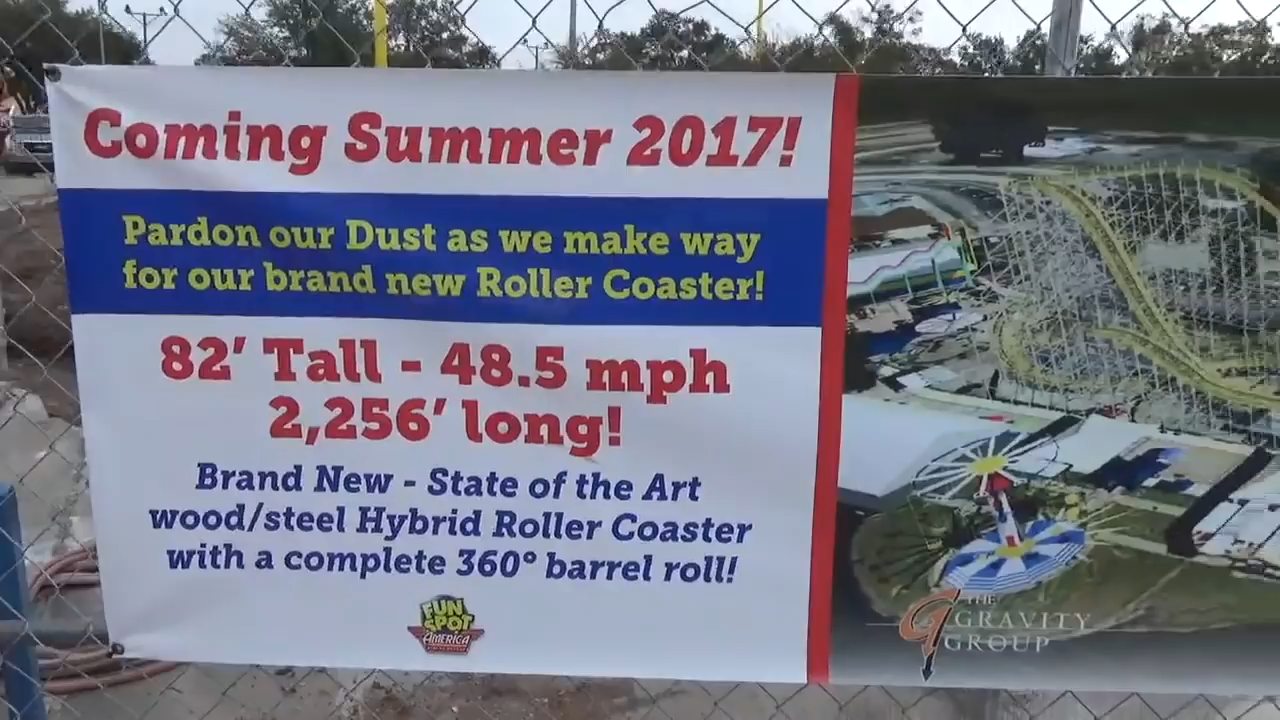 Coming Summer 2017!
Pardon our Dust as we make way
for our brand new Roller Coaster!
82' Tall - 48.5 mph
2,256' long!
Brand New - State of the Art
wood/steel Hybrid Roller Coaster
with a complete 360° barrel roll!
FUN
SPOT
AMERICA
THE
GRAVITY
GROUP